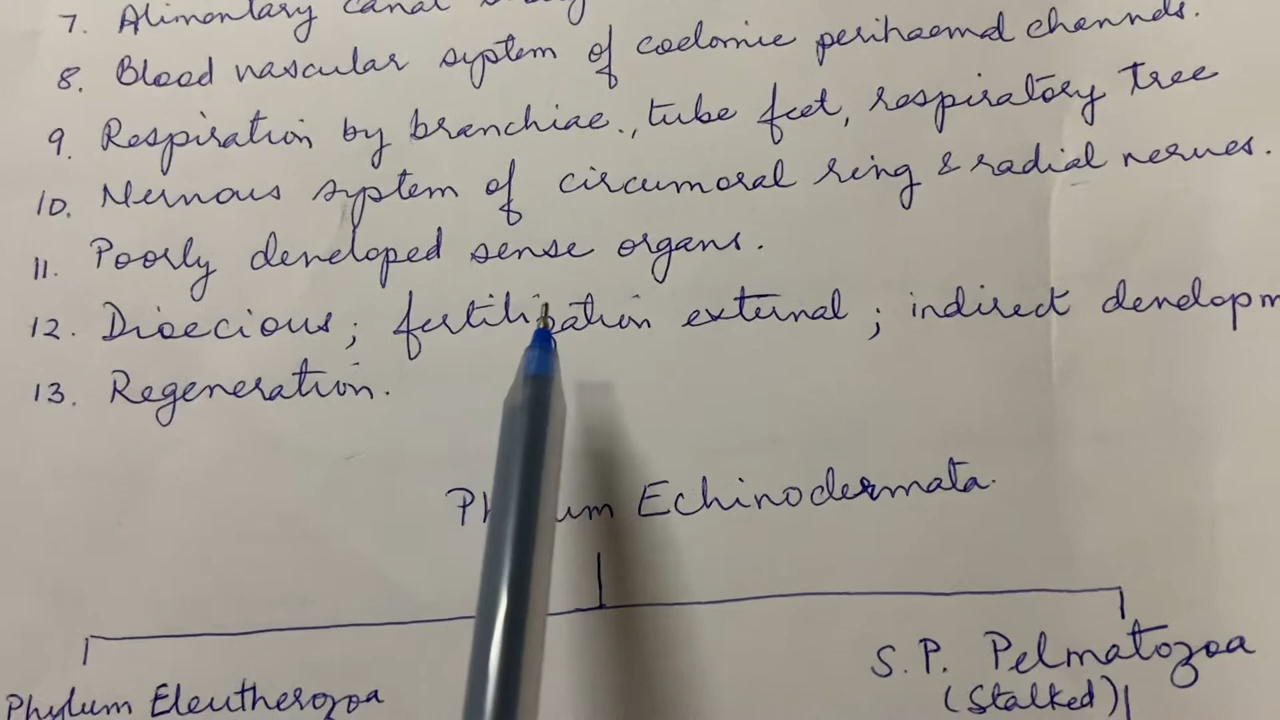 7. Alimentary canal
8. Blood vascular system of coelomic perihaemal channels.
9. Respiration by branchiae., tube feet, respiratory tree
10. Nervous system of circumoral ring & radial nerves.
11. Poorly developed sense organs.
12. Dioecious; fertilisation external; indirect developm
13. Regeneration.
Phylum Echinodermata.
Phylum Eleutherozoa
S.P. Pelmatozoa
(Stalked)